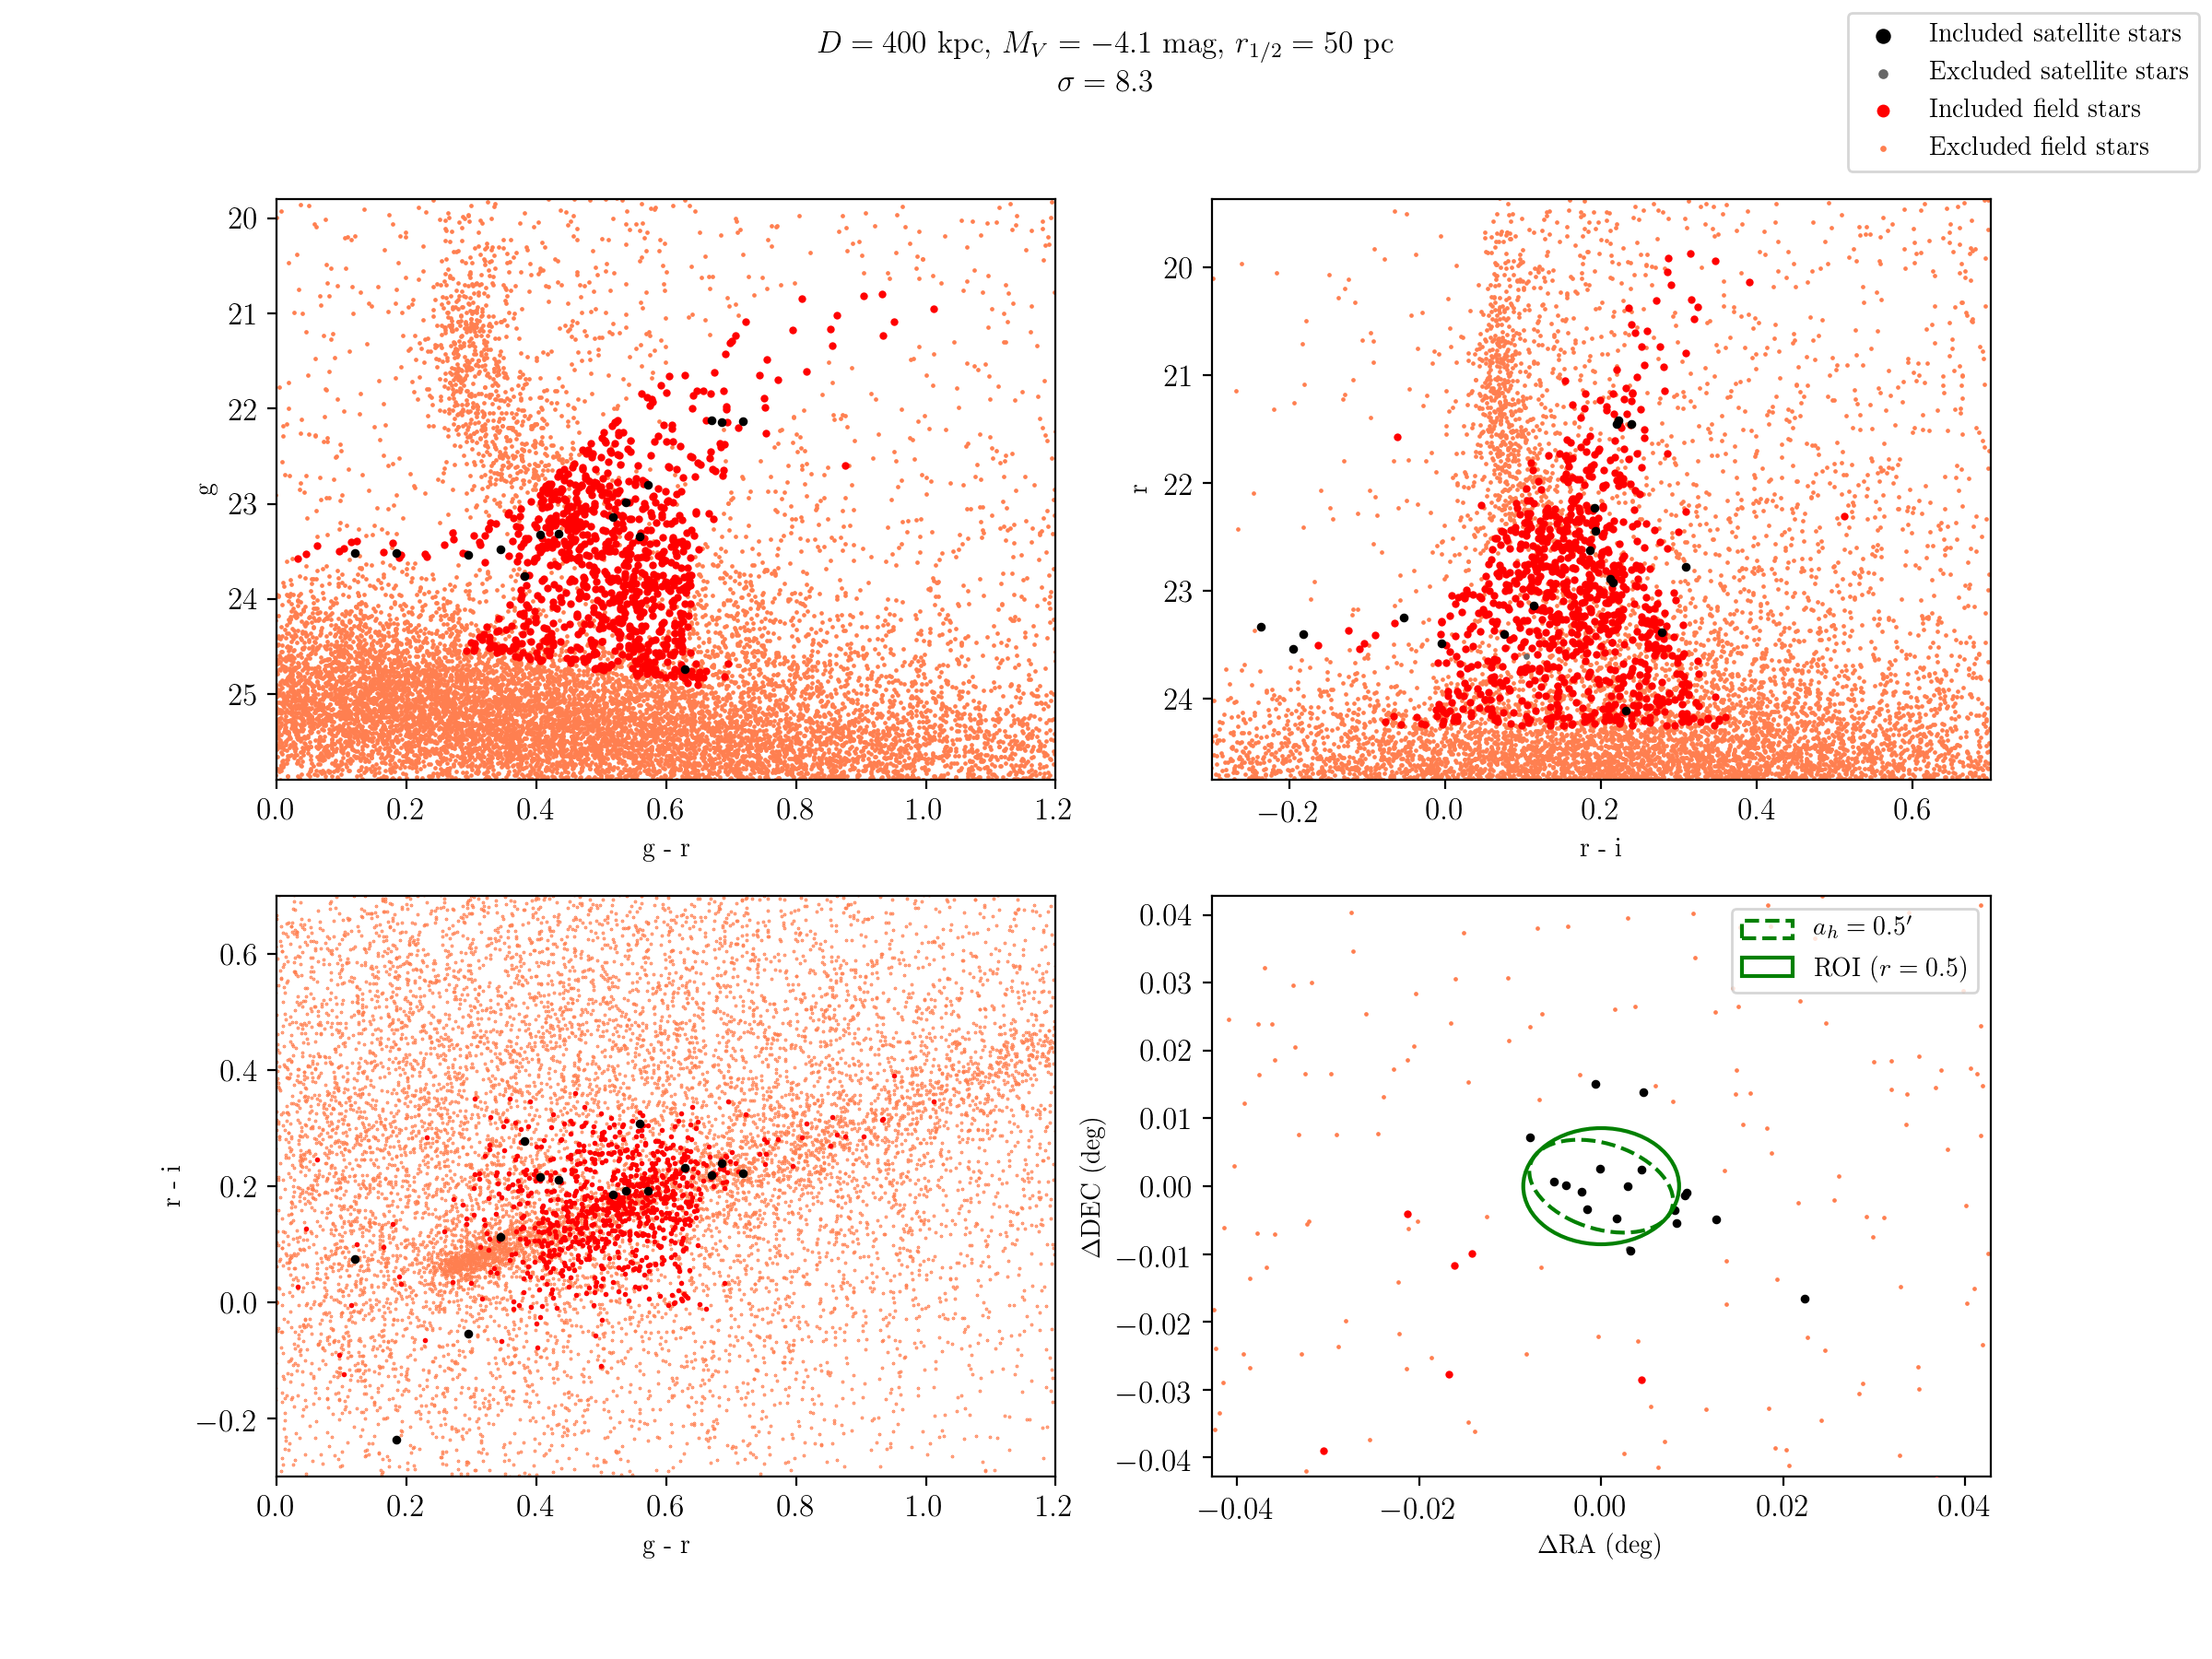 D = 400 kpc, M_V = −4.1 mag, r_{1/2} = 50 pc
σ = 8.3
Included satellite stars
Excluded satellite stars
Included field stars
Excluded field stars
20
21
22
23
24
25
g
0.0 0.2 0.4 0.6 0.8 1.0 1.2
g - r
20
21
22
23
24
r
−0.2 0.0 0.2 0.4 0.6
r - i
0.6
0.4
0.2
0.0
−0.2
r - i
0.0 0.2 0.4 0.6 0.8 1.0 1.2
g - r
a_h = 0.5′
ROI (r = 0.5)
0.04
0.03
0.02
0.01
0.00
−0.01
−0.02
−0.03
−0.04
ΔDEC (deg)
−0.04 −0.02 0.00 0.02 0.04
ΔRA (deg)